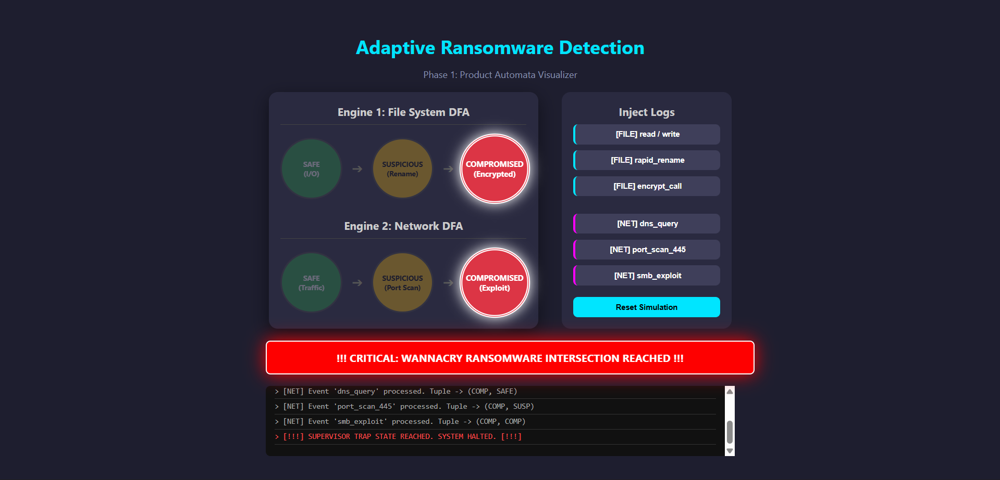 Adaptive Ransomware Detection
Phase 1: Product Automata Visualizer
Engine 1: File System DFA
SAFE
(I/O)
➔
SUSPICIOUS
(Rename)
➔
COMPROMISED
(Encrypted)
Engine 2: Network DFA
SAFE
(Traffic)
➔
SUSPICIOUS
(Port Scan)
➔
COMPROMISED
(Exploit)
Inject Logs
[FILE] read / write
[FILE] rapid_rename
[FILE] encrypt_call
[NET] dns_query
[NET] port_scan_445
[NET] smb_exploit
Reset Simulation
!!! CRITICAL: WANNACRY RANSOMWARE INTERSECTION REACHED !!!
> [NET] Event 'dns_query' processed. Tuple -> (COMP, SAFE)
> [NET] Event 'port_scan_445' processed. Tuple -> (COMP, SUSP)
> [NET] Event 'smb_exploit' processed. Tuple -> (COMP, COMP)
> [!!!] SUPERVISOR TRAP STATE REACHED. SYSTEM HALTED. [!!!]